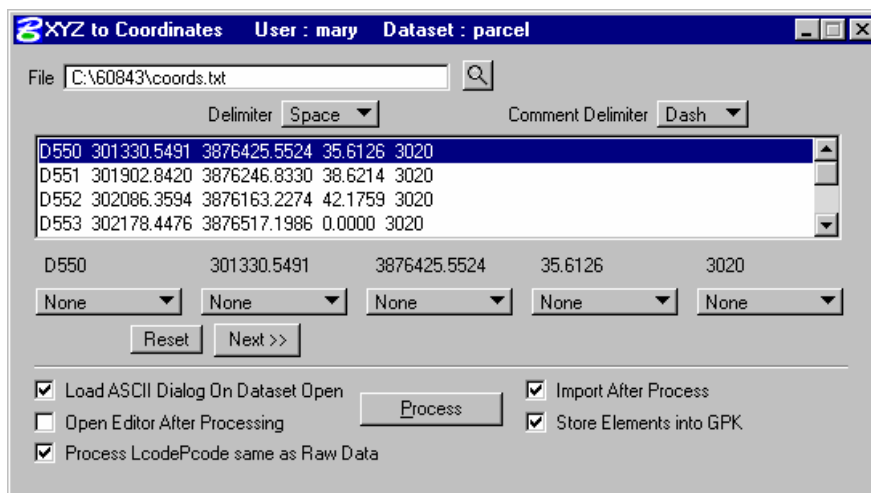 XYZ to Coordinates User : mary Dataset : parcel
File C:\60843\coords.txt
Delimiter Space Comment Delimiter Dash
D550 301330.5491 3876425.5524 35.6126 3020
D551 301902.8420 3876246.8330 38.6214 3020
D552 302086.3594 3876163.2274 42.1759 3020
D553 302178.4476 3876517.1986 0.0000 3020
D550 301330.5491 3876425.5524 35.6126 3020
None None None None None
Reset Next >>
Load ASCII Dialog On Dataset Open Process Import After Process
Open Editor After Processing Store Elements into GPK
Process LcodePcode same as Raw Data